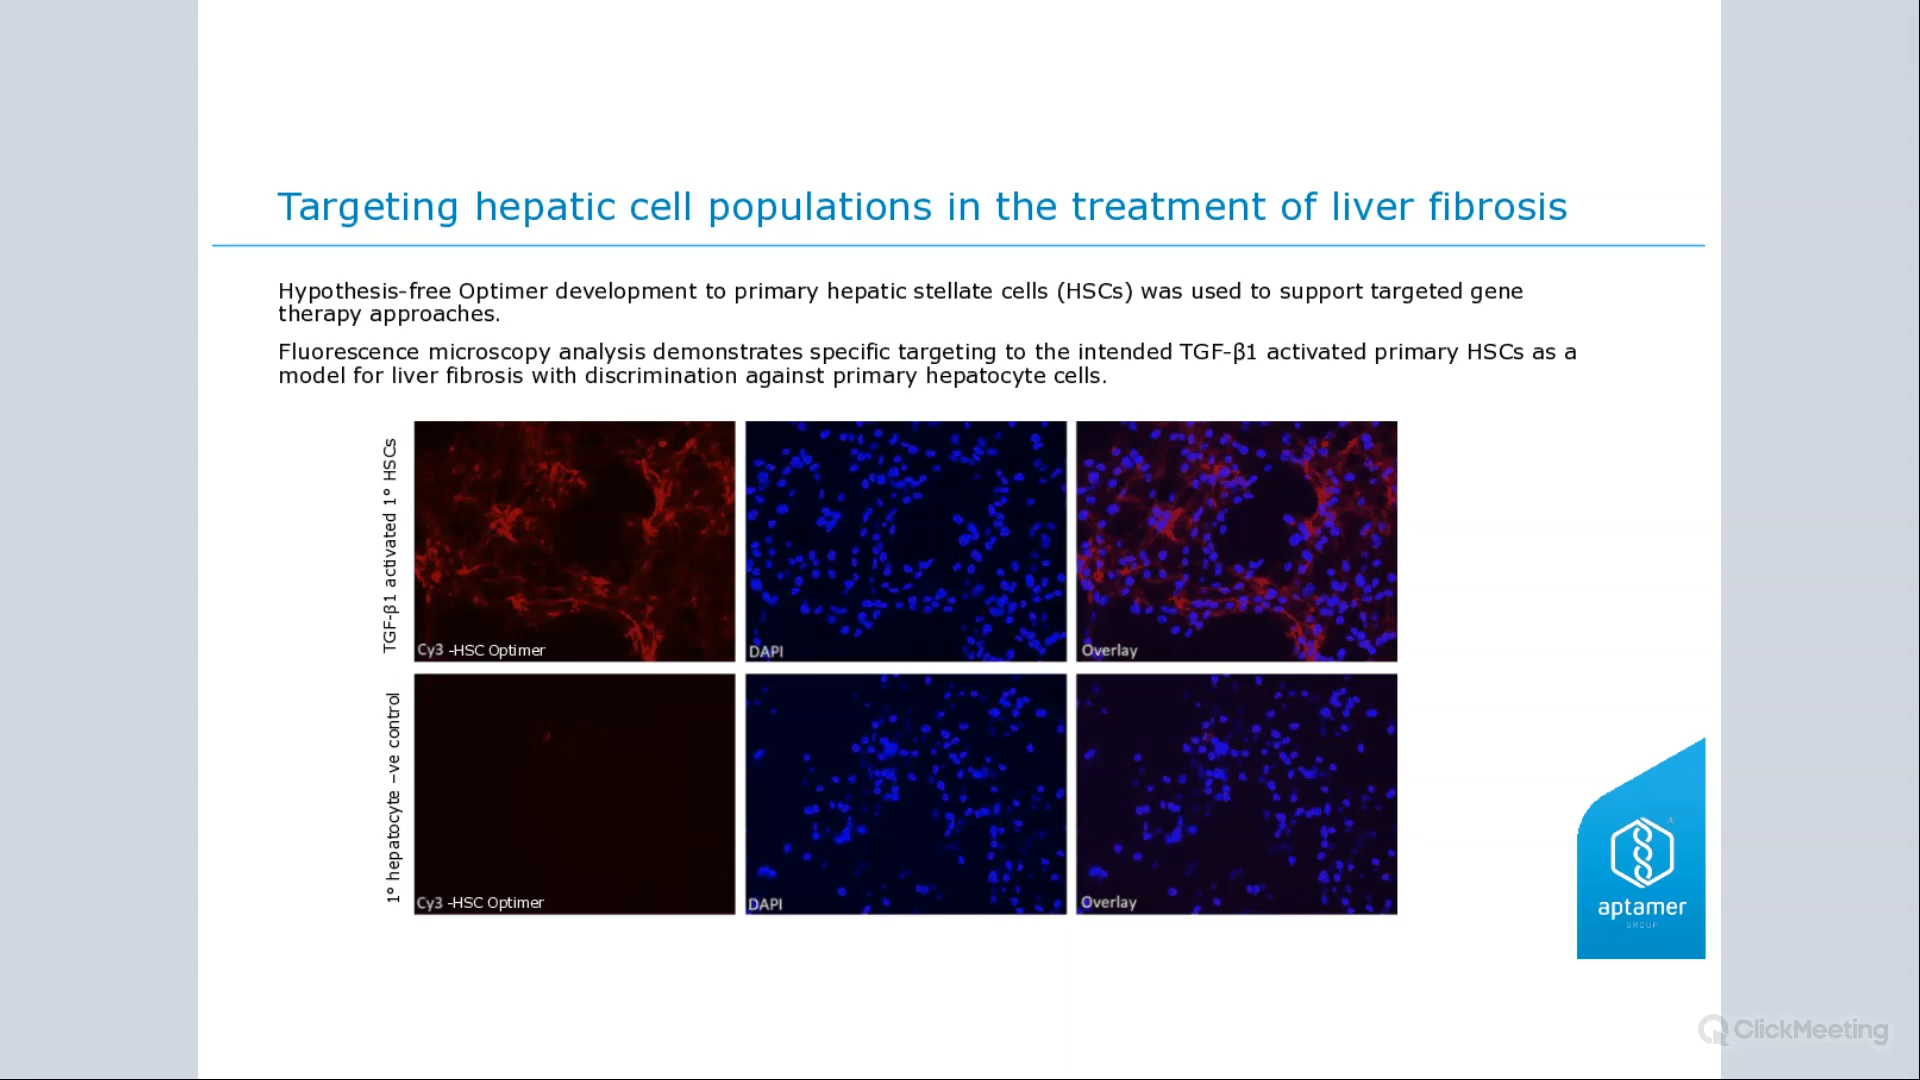 Targeting hepatic cell populations in the treatment of liver fibrosis
Hypothesis-free Optimer development to primary hepatic stellate cells (HSCs) was used to support targeted gene
therapy approaches.
Fluorescence microscopy analysis demonstrates specific targeting to the intended TGF-β1 activated primary HSCs as a
model for liver fibrosis with discrimination against primary hepatocyte cells.
TGF-β1 activated 1° HSCs
Cy3 -HSC Optimer
DAPI
Overlay
1° hepatocyte –ve control
Cy3 -HSC Optimer
DAPI
Overlay
aptamer
GROUP
ClickMeeting